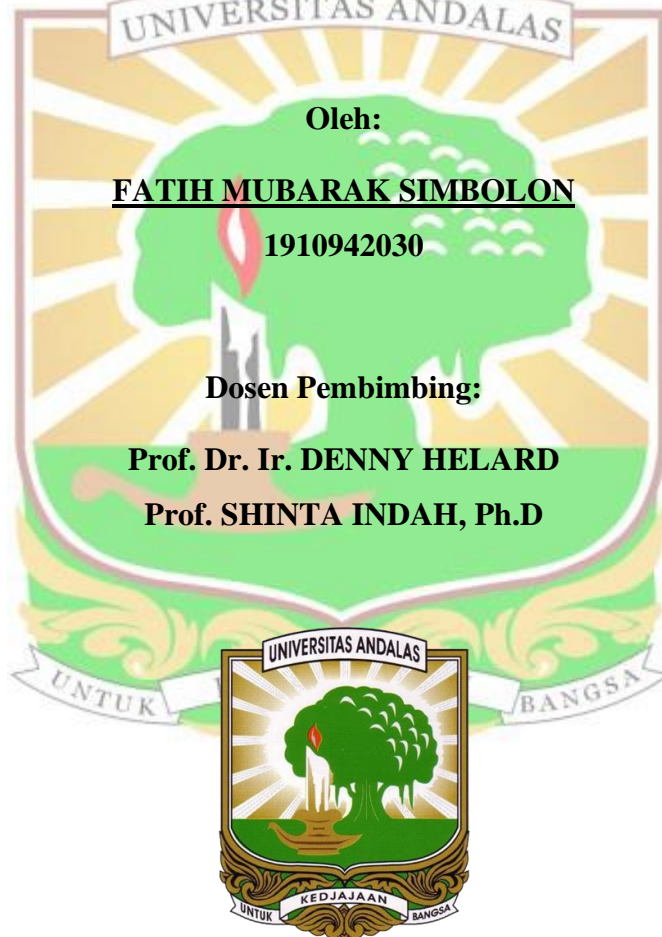 UNIVERSITAS ANDALAS
Oleh:
FATIH MUBARAK SIMBOLON
1910942030
Dosen Pembimbing:
Prof. Dr. Ir. DENNY HELARD
Prof. SHINTA INDAH, Ph.D
UNTUK BANGSA
UNIVERSITAS ANDALAS
UNTUK KEDJAJAAN BANGSA